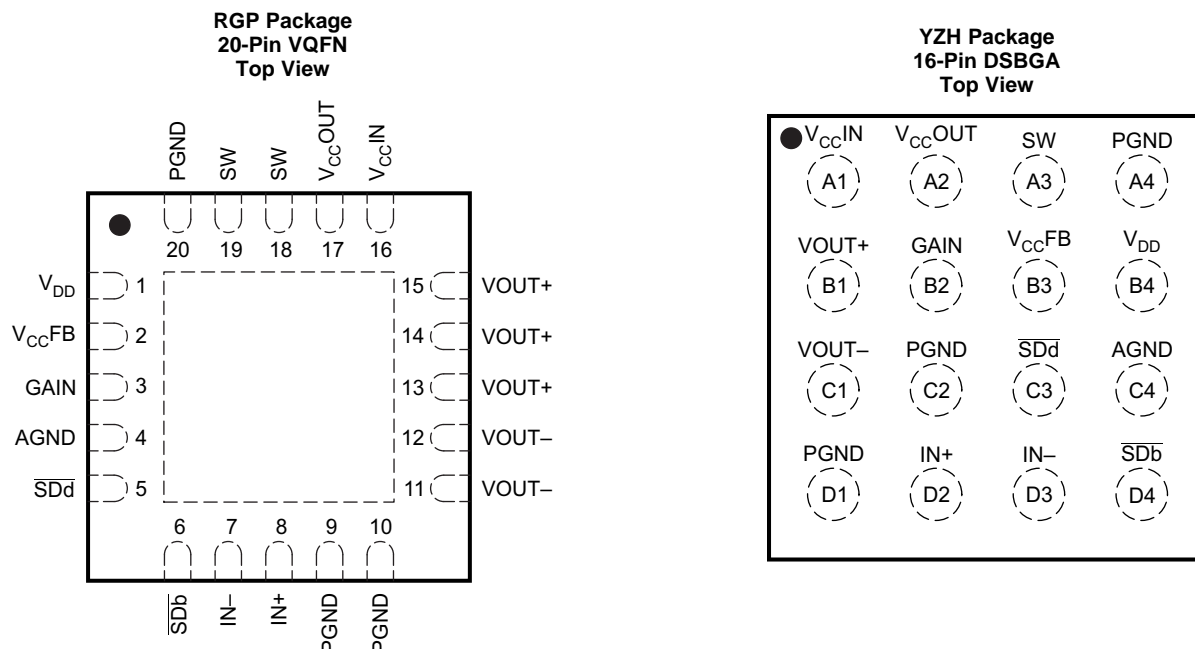 RGP Package
20-Pin VQFN
Top View
PGND
SW
SW
VCCOUT
VCCIN
20 19 18 17 16
VDD 1
VCCFB 2
GAIN 3
AGND 4
SDd 5
15 VOUT+
14 VOUT+
13 VOUT+
12 VOUT–
11 VOUT–
6 7 8 9 10
SDb
IN–
IN+
PGND
PGND
YZH Package
16-Pin DSBGA
Top View
VCCIN VCCOUT SW PGND
A1 A2 A3 A4
VOUT+ GAIN VCCFB VDD
B1 B2 B3 B4
VOUT– PGND SDd AGND
C1 C2 C3 C4
PGND IN+ IN– SDb
D1 D2 D3 D4